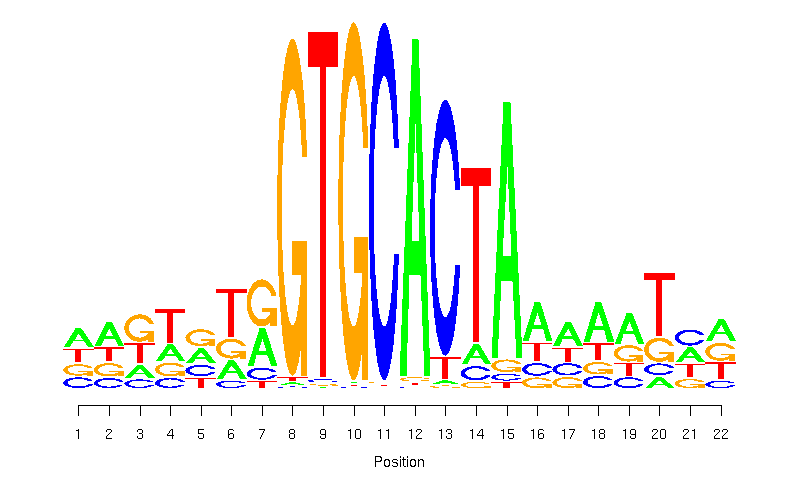 A A G T G T G G T G C A C T A A A A A T C A
T T T A A G A T A G T T T G G A G
G G A G C A C C C C C G T C T T
C C C C T C T G T G G C C A G C
1 2 3 4 5 6 7 8 9 10 11 12 13 14 15 16 17 18 19 20 21 22
Position